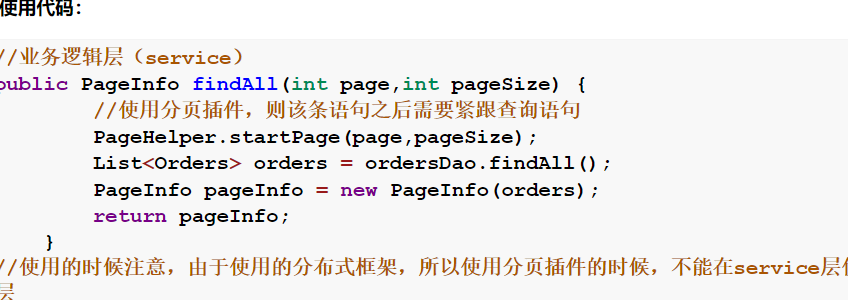 使用代码：
//业务逻辑层（service）
public PageInfo findAll(int page,int pageSize) {
//使用分页插件，则该条语句之后需要紧跟查询语句
PageHelper.startPage(page,pageSize);
List<Orders> orders = ordersDao.findAll();
PageInfo pageInfo = new PageInfo(orders);
return pageInfo;
}
//使用的时候注意，由于使用的分布式框架，所以使用分页插件的时候，不能在service层
层